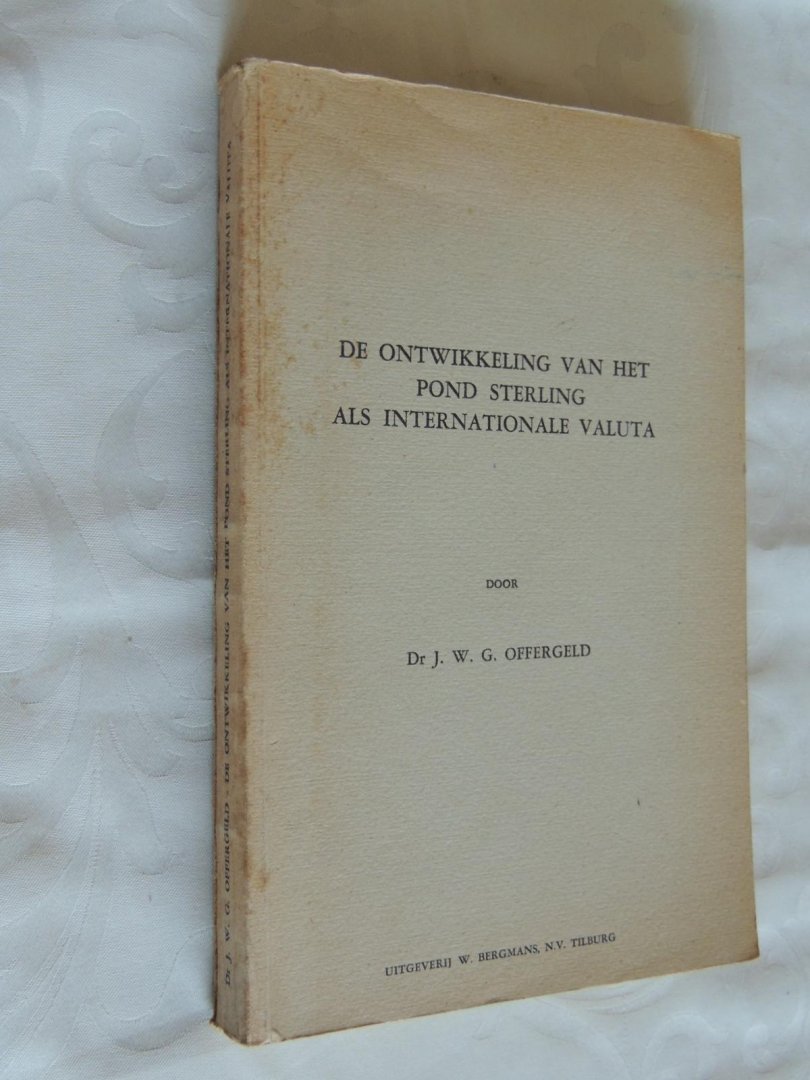 DE ONTWIKKELING VAN HET
POND STERLING
ALS INTERNATIONALE VALUTA
DOOR
Dr J. W. G. OFFERGELD
UITGEVERIJ W. BERGMANS, N.V. TILBURG
Dr J. W. G. OFFERGELD - DE ONTWIKKELING VAN HET POND STERLING ALS INTERNATIONALE VALUTA